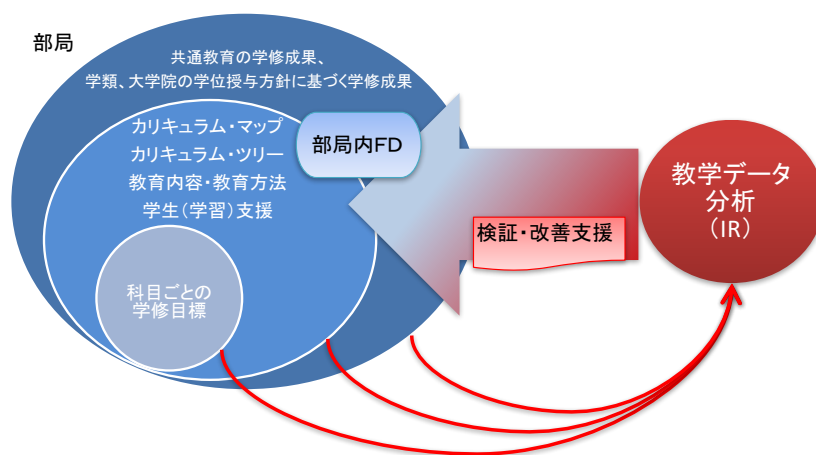 部局
共通教育の学修成果、
学類、大学院の学位授与方針に基づく学修成果
カリキュラム・マップ
カリキュラム・ツリー
教育内容・教育方法
学生(学習)支援
科目ごとの
学修目標
部局内FD
検証・改善支援
教学データ
分析
(IR)